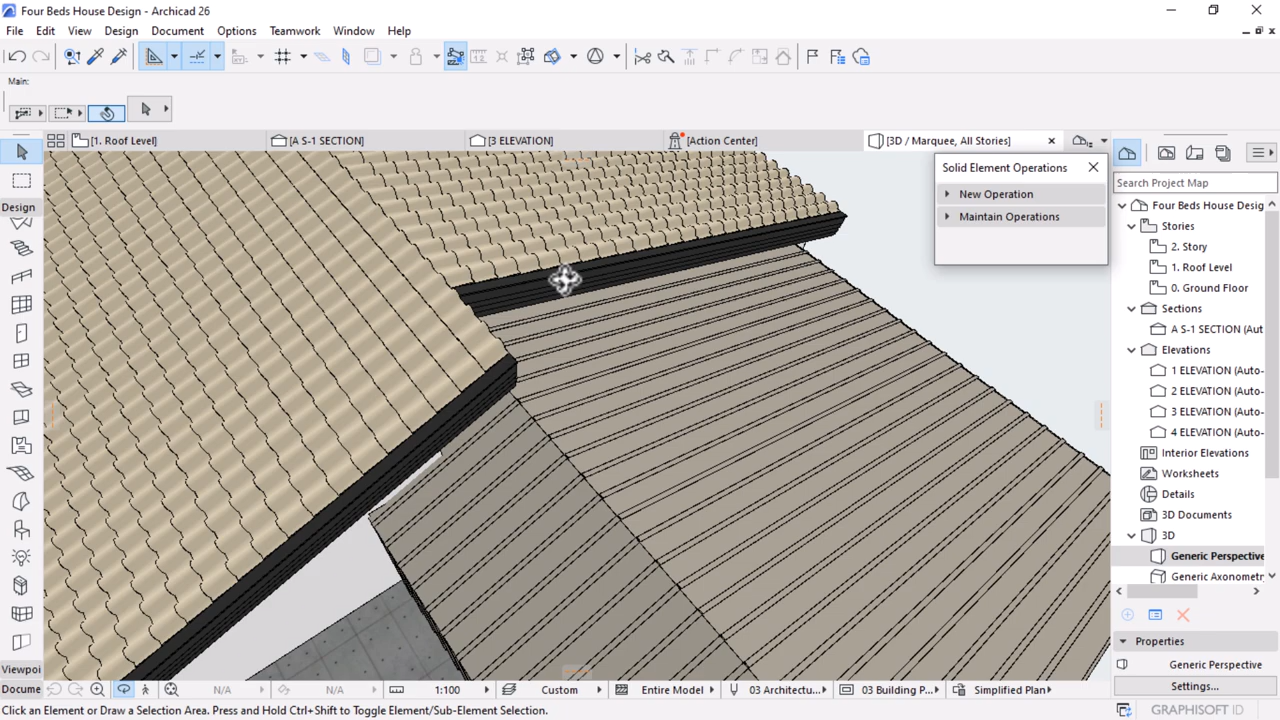 Four Beds House Design - Archicad 26
File Edit View Design Document Options Teamwork Window Help
Main:
[1. Roof Level] [A S-1 SECTION] [3 ELEVATION] [Action Center] [3D / Marquee, All Stories]
Solid Element Operations
New Operation
Maintain Operations
Design
Viewpoi
Docume
Search Project Map
Four Beds House Desig
Stories
2. Story
1. Roof Level
0. Ground Floor
Sections
A S-1 SECTION (Aut
Elevations
1 ELEVATION (Auto-
2 ELEVATION (Auto-
3 ELEVATION (Auto-
4 ELEVATION (Auto-
Interior Elevations
Worksheets
Details
3D Documents
3D
Generic Perspective
Generic Axonometry
Properties
Generic Perspective
Settings...
N/A N/A 1:100 Custom Entire Model 03 Architectu... 03 Building P... Simplified Plan
Click an Element or Draw a Selection Area. Press and Hold Ctrl+Shift to Toggle Element/Sub-Element Selection.
GRAPHISOFT ID